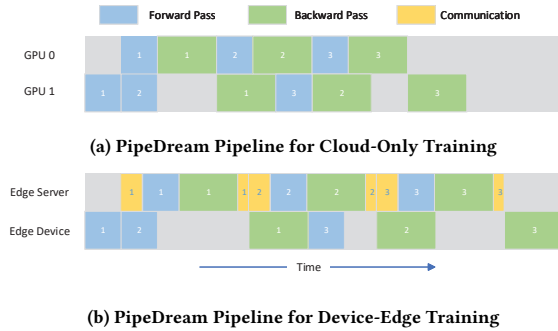 Forward Pass Backward Pass Communication
GPU 0 1 1 2 2 3 3
GPU 1 1 2 1 3 2 3
(a) PipeDream Pipeline for Cloud-Only Training
Edge Server 1 1 1 1 2 2 2 2 3 3 3 3
Edge Device 1 2 1 3 2 3
Time
(b) PipeDream Pipeline for Device-Edge Training